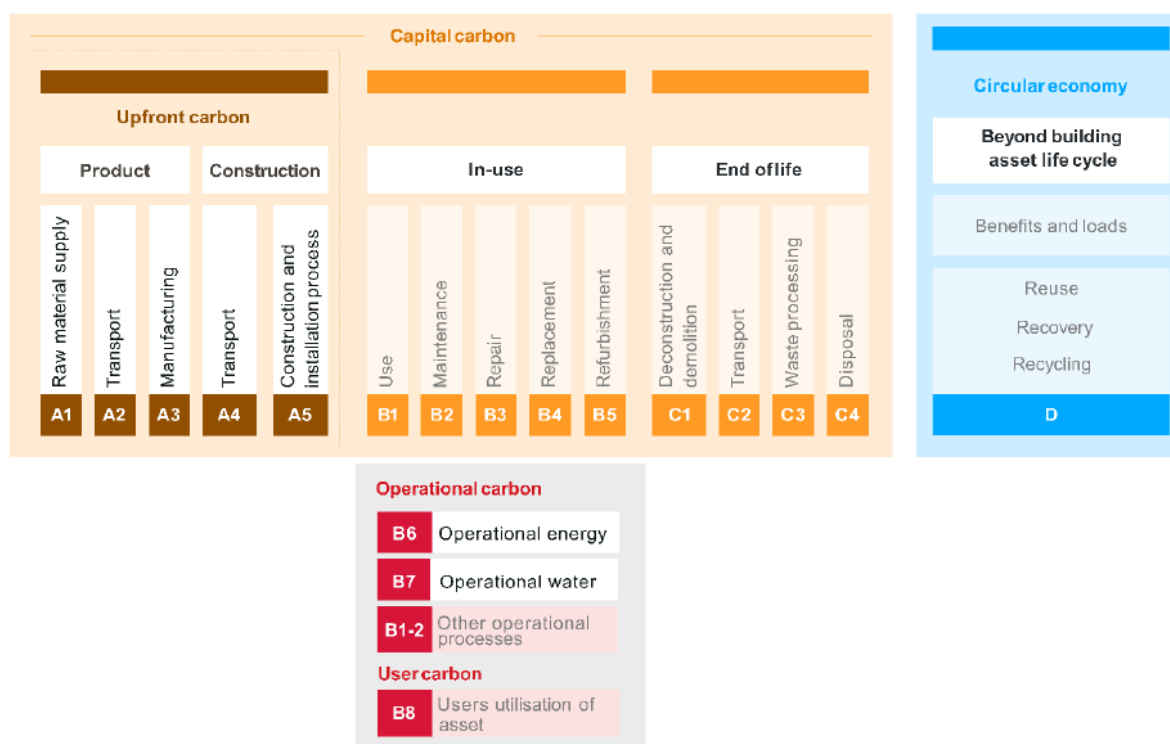 Capital carbon
Upfront carbon
Product
Construction
In-use
End of life
Raw material supply
Transport
Manufacturing
Transport
Construction and
installation process
Use
Maintenance
Repair
Replacement
Refurbishment
Deconstruction and
demolition
Transport
Waste processing
Disposal
A1
A2
A3
A4
A5
B1
B2
B3
B4
B5
C1
C2
C3
C4
Circular economy
Beyond building
asset life cycle
Benefits and loads
Reuse
Recovery
Recycling
D
Operational carbon
B6 Operational energy
B7 Operational water
B1-2 Other operational
processes
User carbon
B8 Users utilisation of
asset